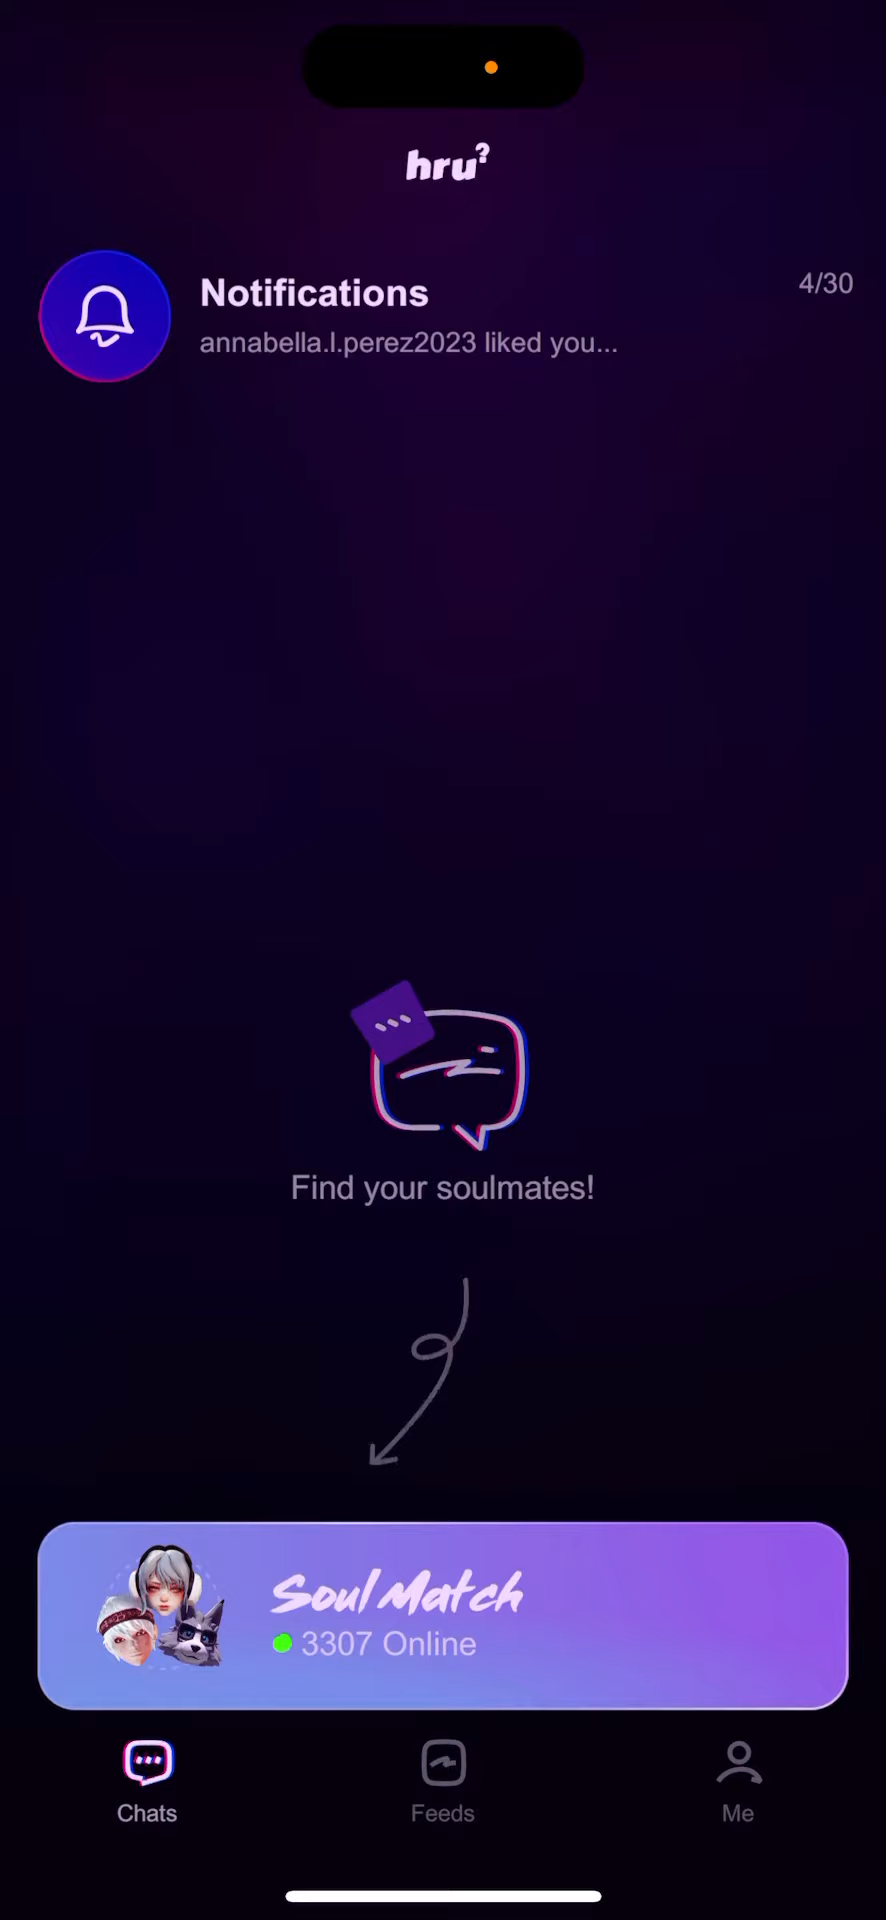 hru?
Notifications
4/30
annabella.l.perez2023 liked you...
Find your soulmates!
Soul Match
3307 Online
Chats
Feeds
Me